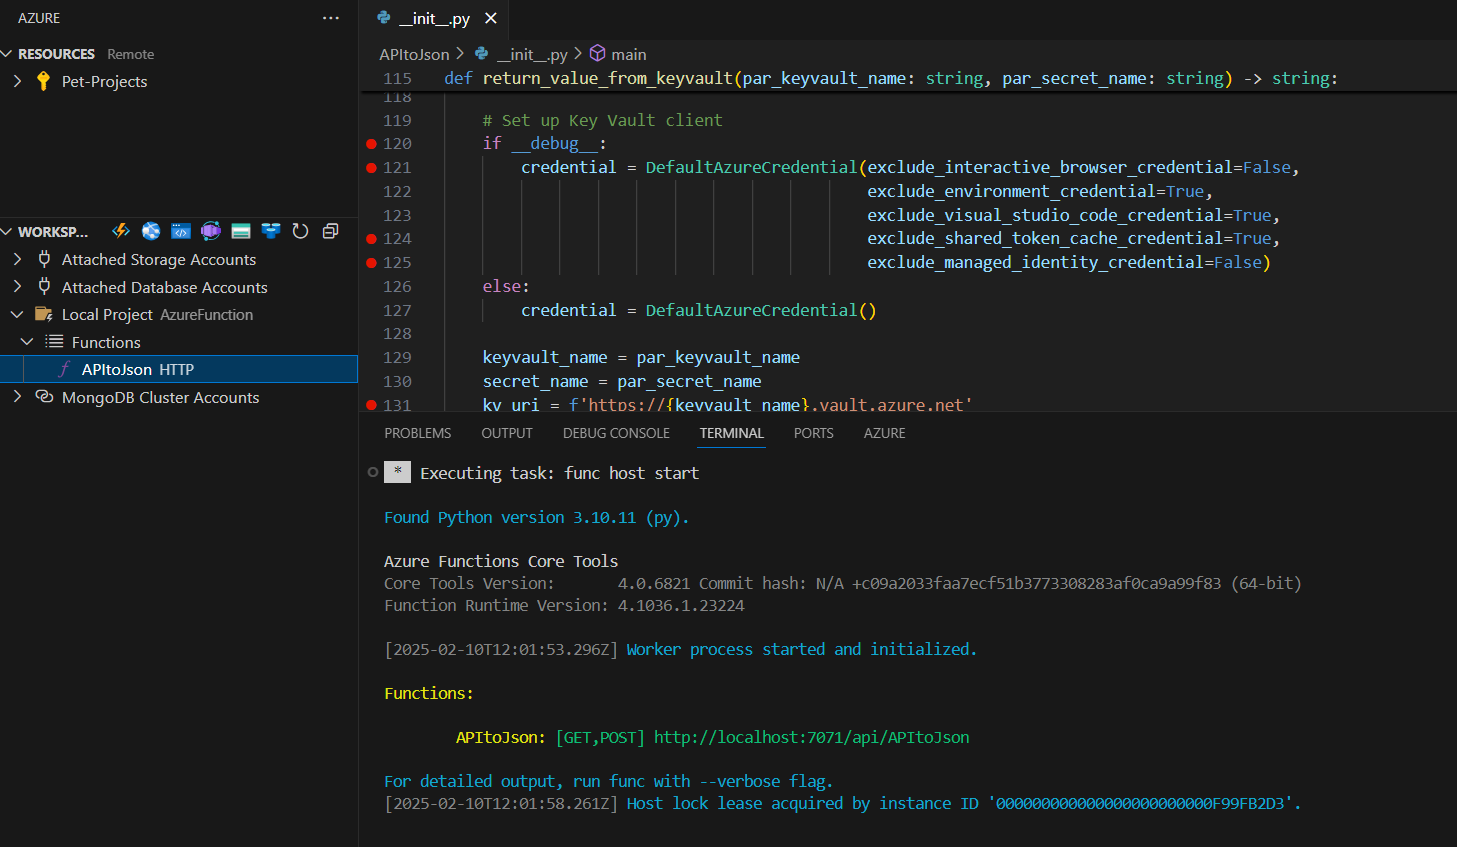 AZURE
RESOURCES Remote
Pet-Projects
WORKSP...
Attached Storage Accounts
Attached Database Accounts
Local Project AzureFunction
Functions
APItoJson HTTP
MongoDB Cluster Accounts
__init__.py
APItoJson > __init__.py > main
115 def return_value_from_keyvault(par_keyvault_name: string, par_secret_name: string) -> string:
118
119 # Set up Key Vault client
120 if __debug__:
121 credential = DefaultAzureCredential(exclude_interactive_browser_credential=False,
122 exclude_environment_credential=True,
123 exclude_visual_studio_code_credential=True,
124 exclude_shared_token_cache_credential=True,
125 exclude_managed_identity_credential=False)
126 else:
127 credential = DefaultAzureCredential()
128
129 keyvault_name = par_keyvault_name
130 secret_name = par_secret_name
131 kv_uri = f'https://{keyvault_name}.vault.azure.net'
PROBLEMS OUTPUT DEBUG CONSOLE TERMINAL PORTS AZURE
* Executing task: func host start
Found Python version 3.10.11 (py).
Azure Functions Core Tools
Core Tools Version: 4.0.6821 Commit hash: N/A +c09a2033faa7ecf51b3773308283af0ca9a99f83 (64-bit)
Function Runtime Version: 4.1036.1.23224
[2025-02-10T12:01:53.296Z] Worker process started and initialized.
Functions:
APItoJson: [GET,POST] http://localhost:7071/api/APItoJson
For detailed output, run func with --verbose flag.
[2025-02-10T12:01:58.261Z] Host lock lease acquired by instance ID '000000000000000000000000F99FB2D3'.